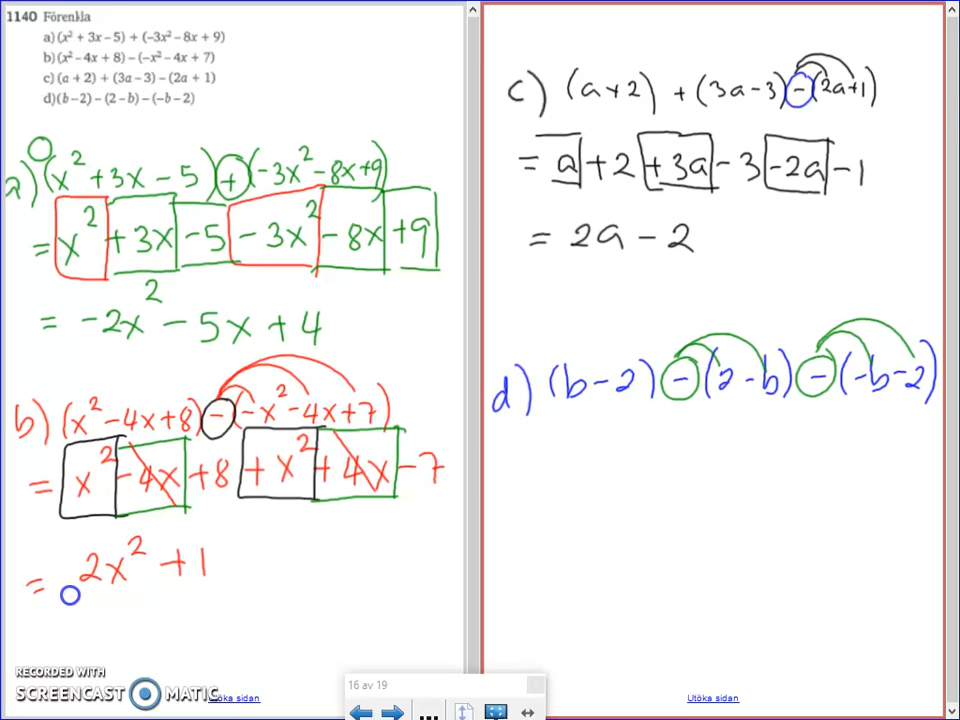 1140 Förenkla
a) (x² + 3x - 5) + (-3x² - 8x + 9)
b) (x² - 4x + 8) - (-x² - 4x + 7)
c) (a + 2) + (3a - 3) - (2a + 1)
d) (b - 2) - (2 - b) - (-b - 2)
a) (x² + 3x - 5) + (-3x² - 8x + 9)
= x² + 3x - 5 - 3x² - 8x + 9
= -2x² - 5x + 4
b) (x² - 4x + 8) - (-x² - 4x + 7)
= x² - 4x + 8 + x² + 4x - 7
= 2x² + 1
c) (a + 2) + (3a - 3) - (2a + 1)
= a + 2 + 3a - 3 - 2a - 1
= 2a - 2
d) (b - 2) - (2 - b) - (-b - 2)
RECORDED WITH
SCREENCAST MATIC
Utöka sidan
16 av 19
Utöka sidan